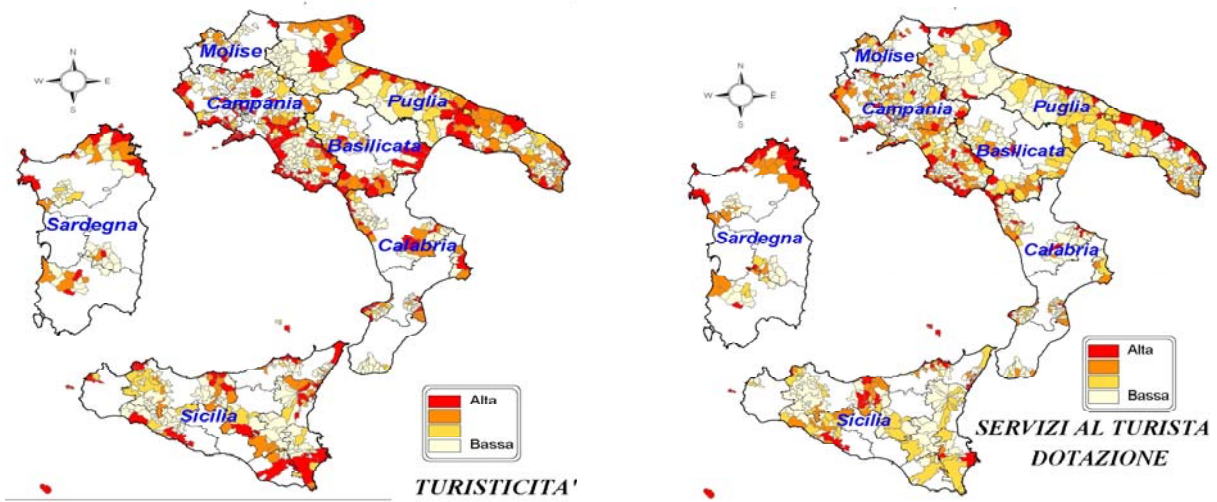 N
W E
S
Molise
Campania
Puglia
Basilicata
Sardegna
Calabria
Sicilia
Alta
Bassa
TURISTICITA'
N
W E
S
Molise
Campania
Puglia
Basilicata
Sardegna
Calabria
Sicilia
Alta
Bassa
SERVIZI AL TURISTA
DOTAZIONE